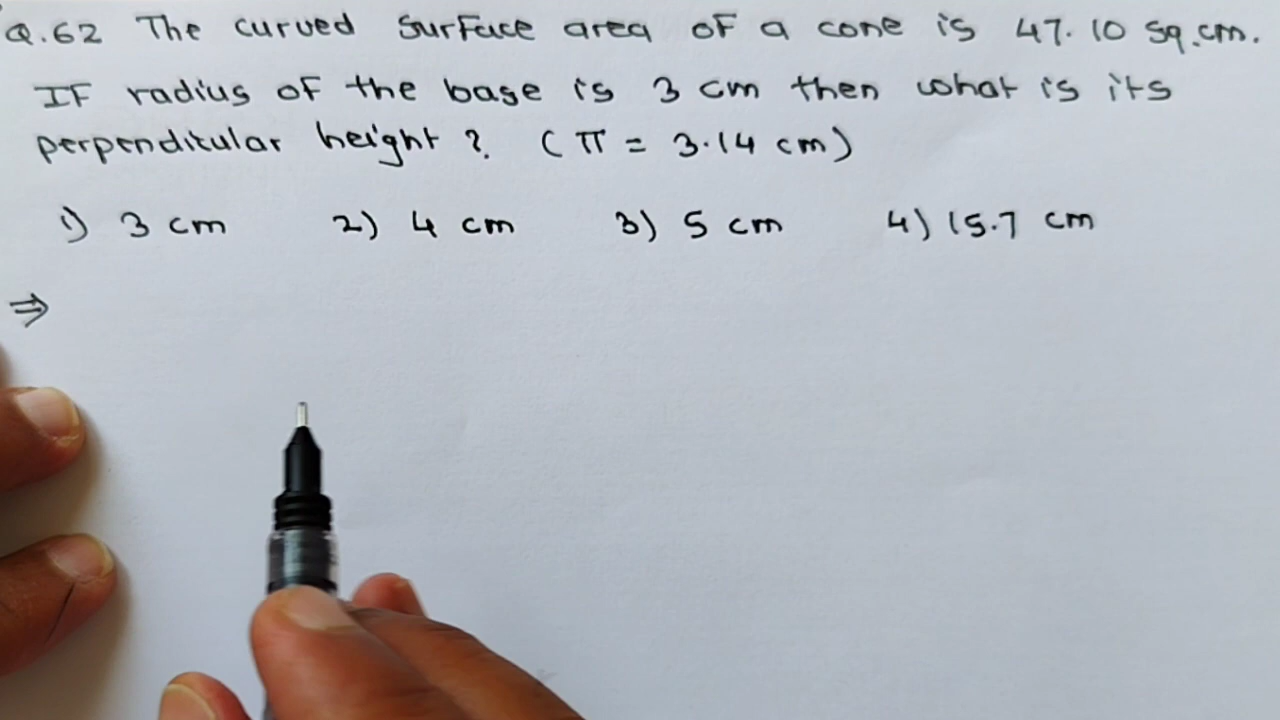 Q.62 The curved surface area of a cone is 47.10 sq.cm.
If radius of the base is 3 cm then what is its
perpendicular height ? ( π = 3.14 cm )
1) 3 cm 2) 4 cm 3) 5 cm 4) 15.7 cm
⇒